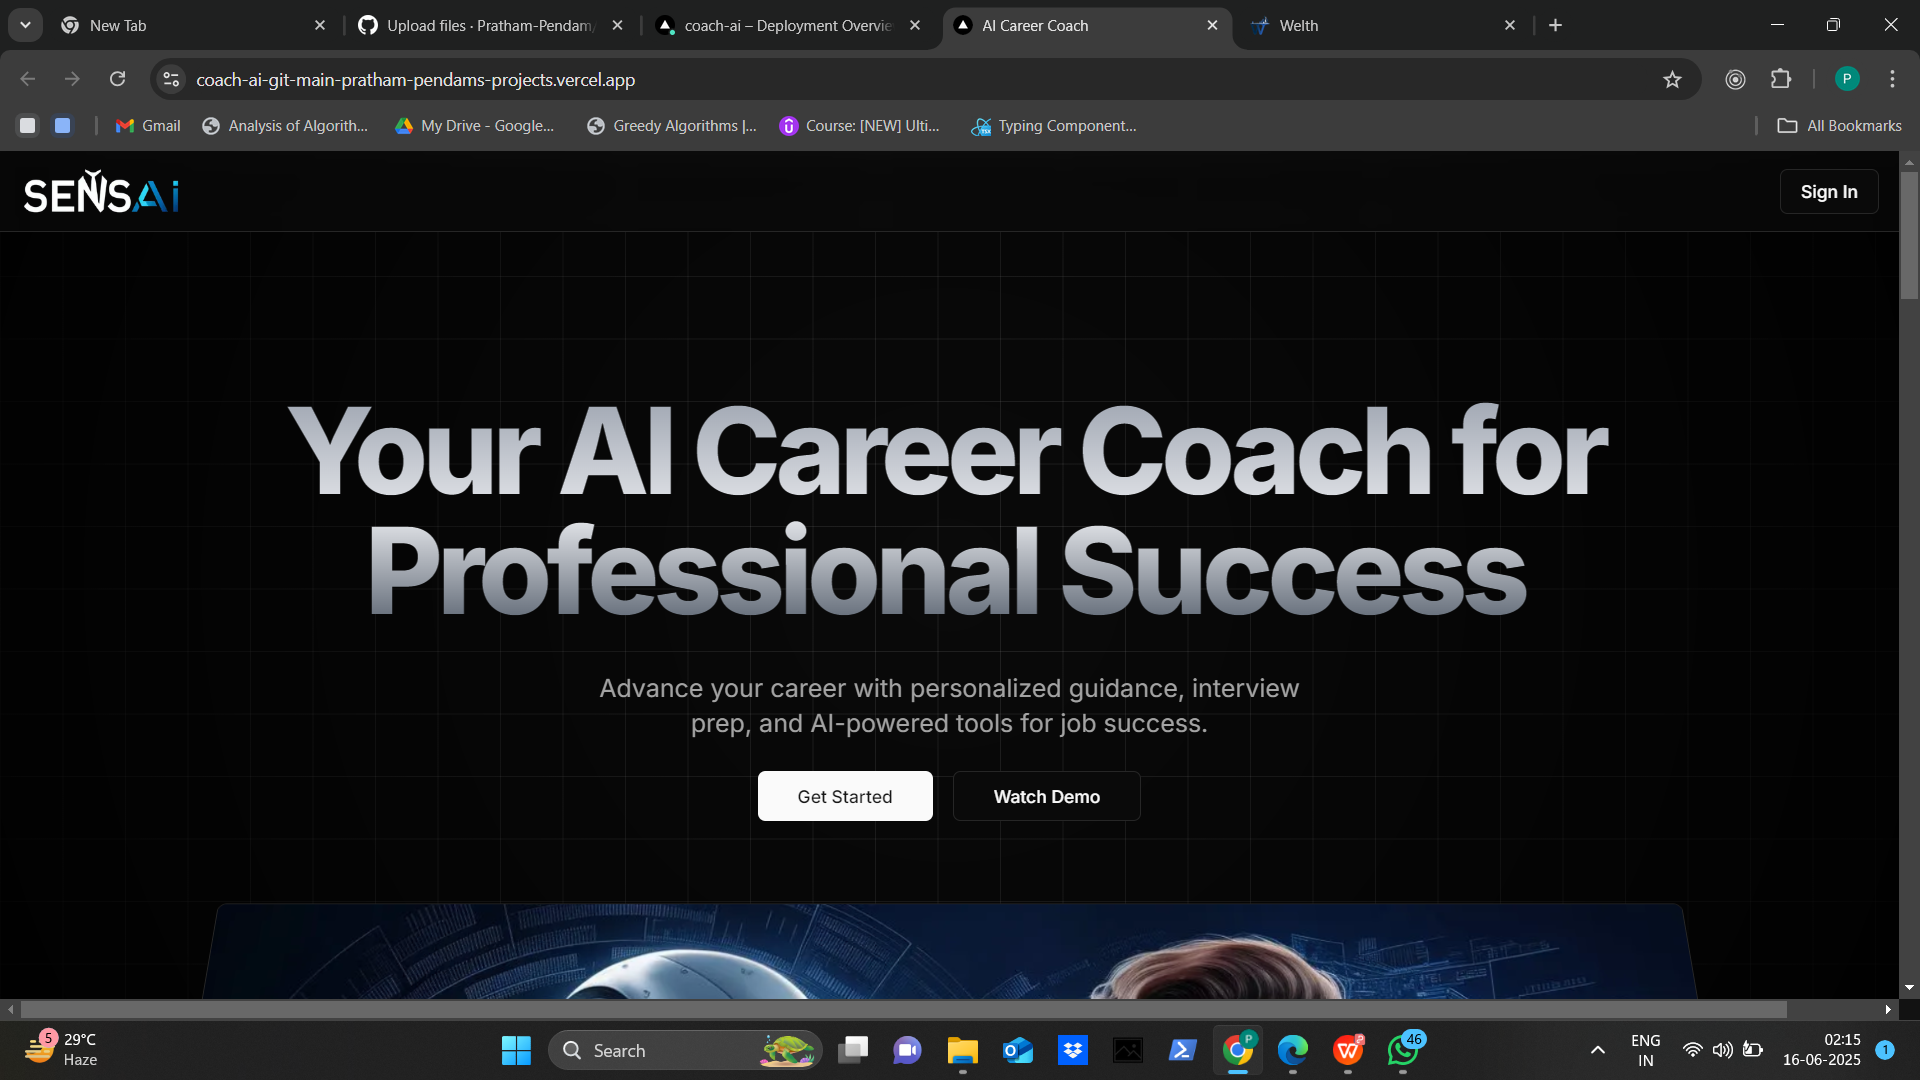 New Tab
Upload files · Pratham-Pendam/
coach-ai – Deployment Overvie
AI Career Coach
Welth
coach-ai-git-main-pratham-pendams-projects.vercel.app
P
Gmail
Analysis of Algorith...
My Drive - Google...
Greedy Algorithms |...
Course: [NEW] Ulti...
Typing Component...
All Bookmarks
SENSAi
Sign In
Your AI Career Coach for
Professional Success
Advance your career with personalized guidance, interview
prep, and AI-powered tools for job success.
Get Started
Watch Demo
5
29°C
Haze
Search
P
46
ENG
IN
02:15
16-06-2025
1